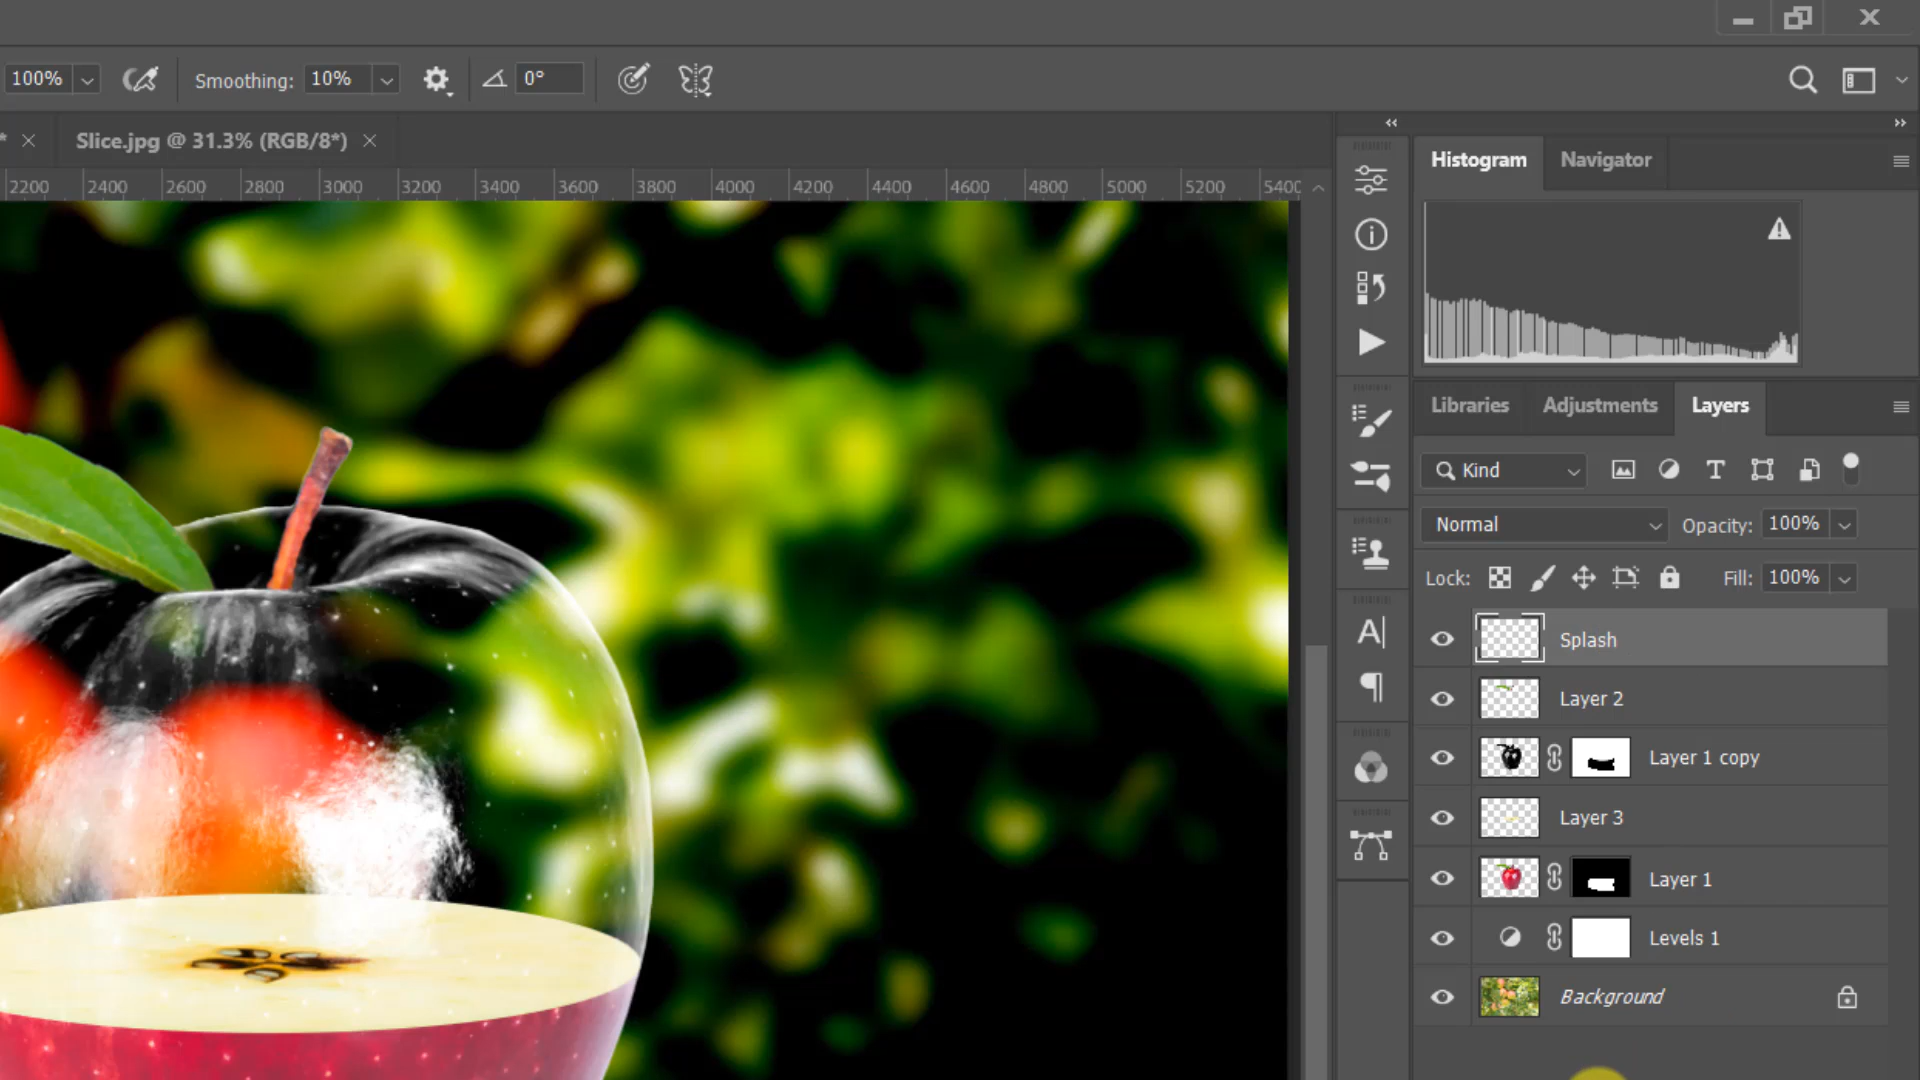 100%
Smoothing: 10%
0°
*
Slice.jpg @ 31.3% (RGB/8*)
2200 2400 2600 2800 3000 3200 3400 3600 3800 4000 4200 4400 4600 4800 5000 5200 5400
Histogram
Navigator
Libraries
Adjustments
Layers
Kind
Normal
Opacity: 100%
Lock:
Fill: 100%
Splash
Layer 2
Layer 1 copy
Layer 3
Layer 1
Levels 1
Background